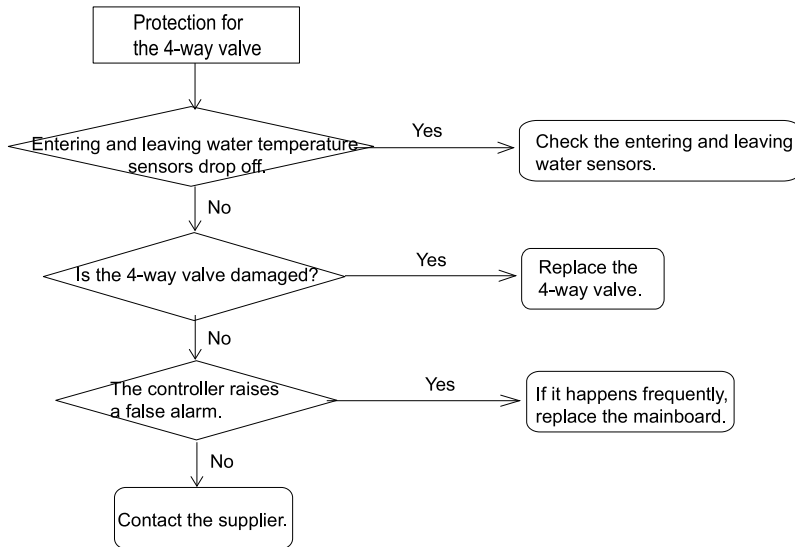 Protection for
the 4-way valve
Entering and leaving water temperature
sensors drop off.
Yes
Check the entering and leaving
water sensors.
No
Is the 4-way valve damaged?
Yes
Replace the
4-way valve.
No
The controller raises
a false alarm.
Yes
If it happens frequently,
replace the mainboard.
No
Contact the supplier.